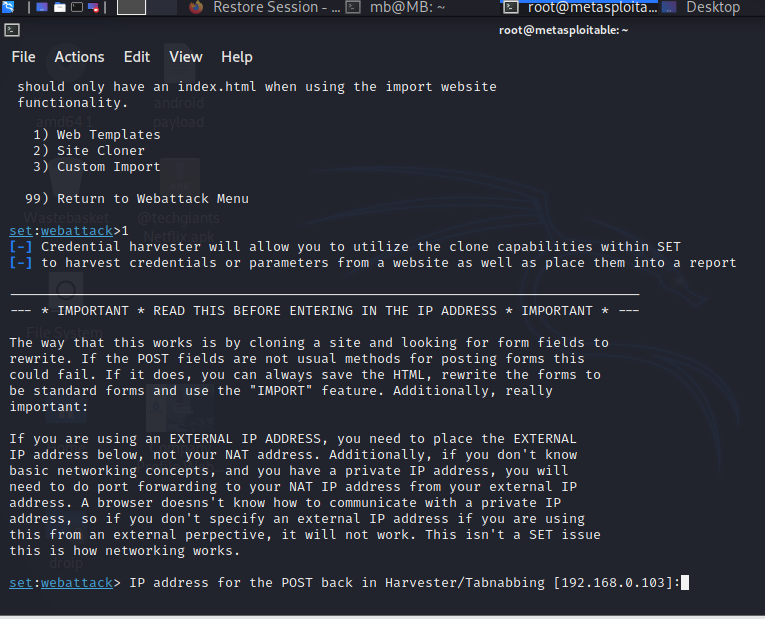 Restore Session - ...
mb@MB: ~
root@metasploita...
Desktop
root@metasploitable: ~
File Actions Edit View Help
should only have an index.html when using the import website
functionality.
android
amd64 1
payload
1) Web Templates
2) Site Cloner
3) Custom Import
99) Return to Webattack Menu
Wastebasket
@techgiants
set:webattack>1
Netflix apk
[-] Credential harvester will allow you to utilize the clone capabilities within SET
[-] to harvest credentials or parameters from a website as well as place them into a report
--- * IMPORTANT * READ THIS BEFORE ENTERING IN THE IP ADDRESS * IMPORTANT * ---
File System
The way that this works is by cloning a site and looking for form fields to
rewrite. If the POST fields are not usual methods for posting forms this
could fail. If it does, you can always save the HTML, rewrite the forms to
be standard forms and use the "IMPORT" feature. Additionally, really
important:
If you are using an EXTERNAL IP ADDRESS, you need to place the EXTERNAL
IP address below, not your NAT address. Additionally, if you don't know
basic networking concepts, and you have a private IP address, you will
need to do port forwarding to your NAT IP address from your external IP
address. A browser doesns't know how to communicate with a private IP
address, so if you don't specify an external IP address if you are using
this from an external perpective, it will not work. This isn't a SET issue
this is how networking works.
droip
set:webattack> IP address for the POST back in Harvester/Tabnabbing [192.168.0.103]: